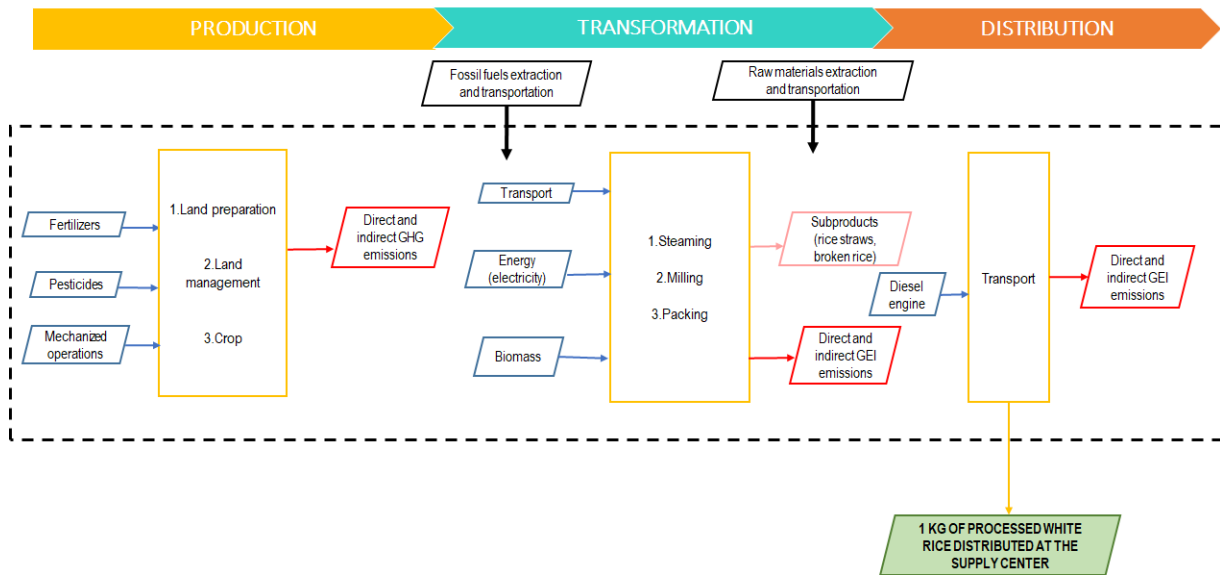 PRODUCTION
TRANSFORMATION
DISTRIBUTION
Fossil fuels extraction
and transportation
Raw materials extraction
and transportation
Fertilizers
Pesticides
Mechanized
operations
1.Land preparation
2.Land
management
3.Crop
Direct and
indirect GHG
emissions
Transport
Energy
(electricity)
Biomass
1.Steaming
2.Milling
3.Packing
Subproducts
(rice straws,
broken rice)
Direct and
indirect GEI
emissions
Diesel
engine
Transport
Direct and
indirect GEI
emissions
1 KG OF PROCESSED WHITE
RICE DISTRIBUTED AT THE
SUPPLY CENTER